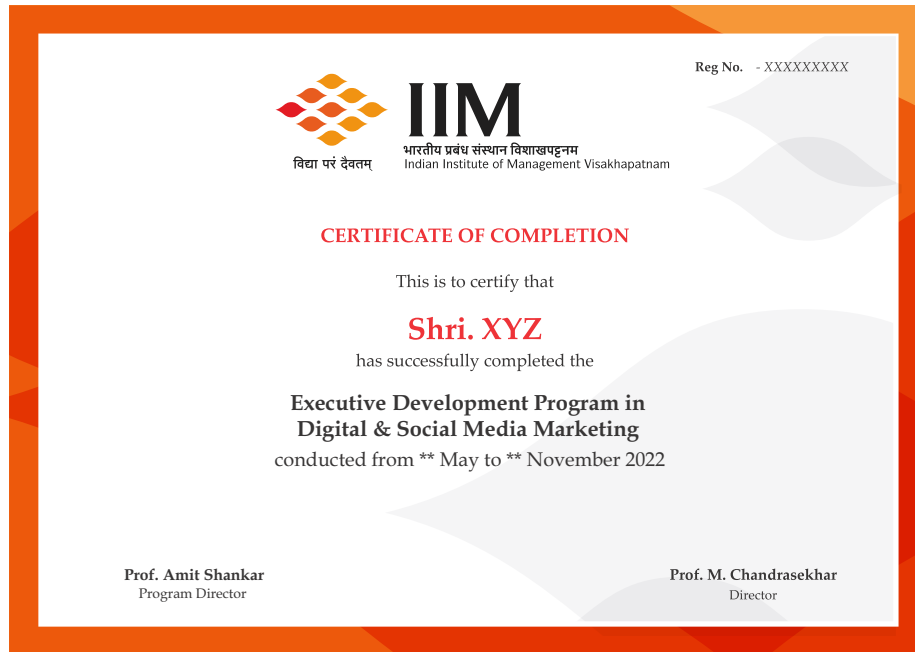 Reg No. - XXXXXXXXX
IIM
भारतीय प्रबंध संस्थान विशाखपट्टनम
विद्या परं दैवतम्
Indian Institute of Management Visakhapatnam
CERTIFICATE OF COMPLETION
This is to certify that
Shri. XYZ
has successfully completed the
Executive Development Program in
Digital & Social Media Marketing
conducted from ** May to ** November 2022
Prof. Amit Shankar
Program Director
Prof. M. Chandrasekhar
Director